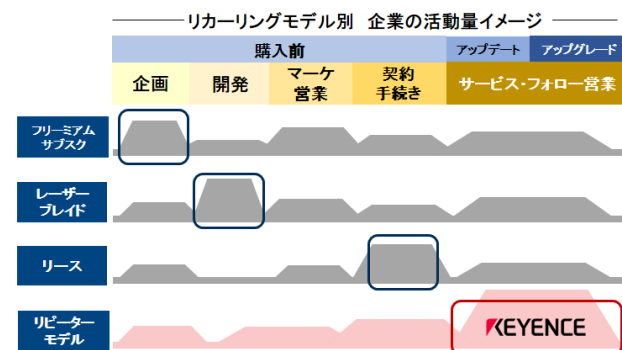 リカーリングモデル別 企業の活動量イメージ
購入前
アップデート
アップグレード
企画
開発
マーケ
営業
契約
手続き
サービス・フォロー営業
フリーミアム
サブスク
レーザー
ブレイド
リース
リピーター
モデル
KEYENCE